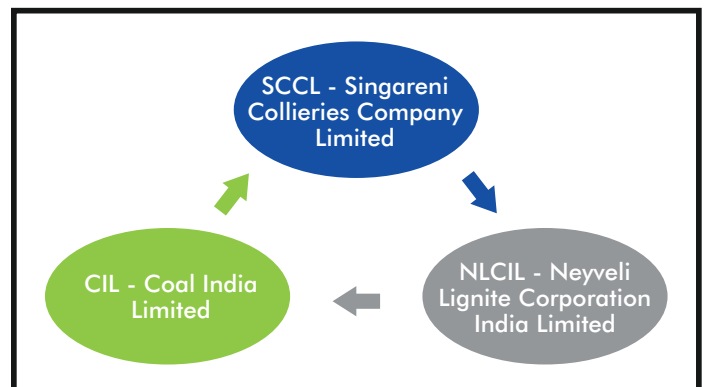 SCCL - Singareni
Collieries Company
Limited
CIL - Coal India
Limited
NLCIL - Neyveli
Lignite Corporation
India Limited